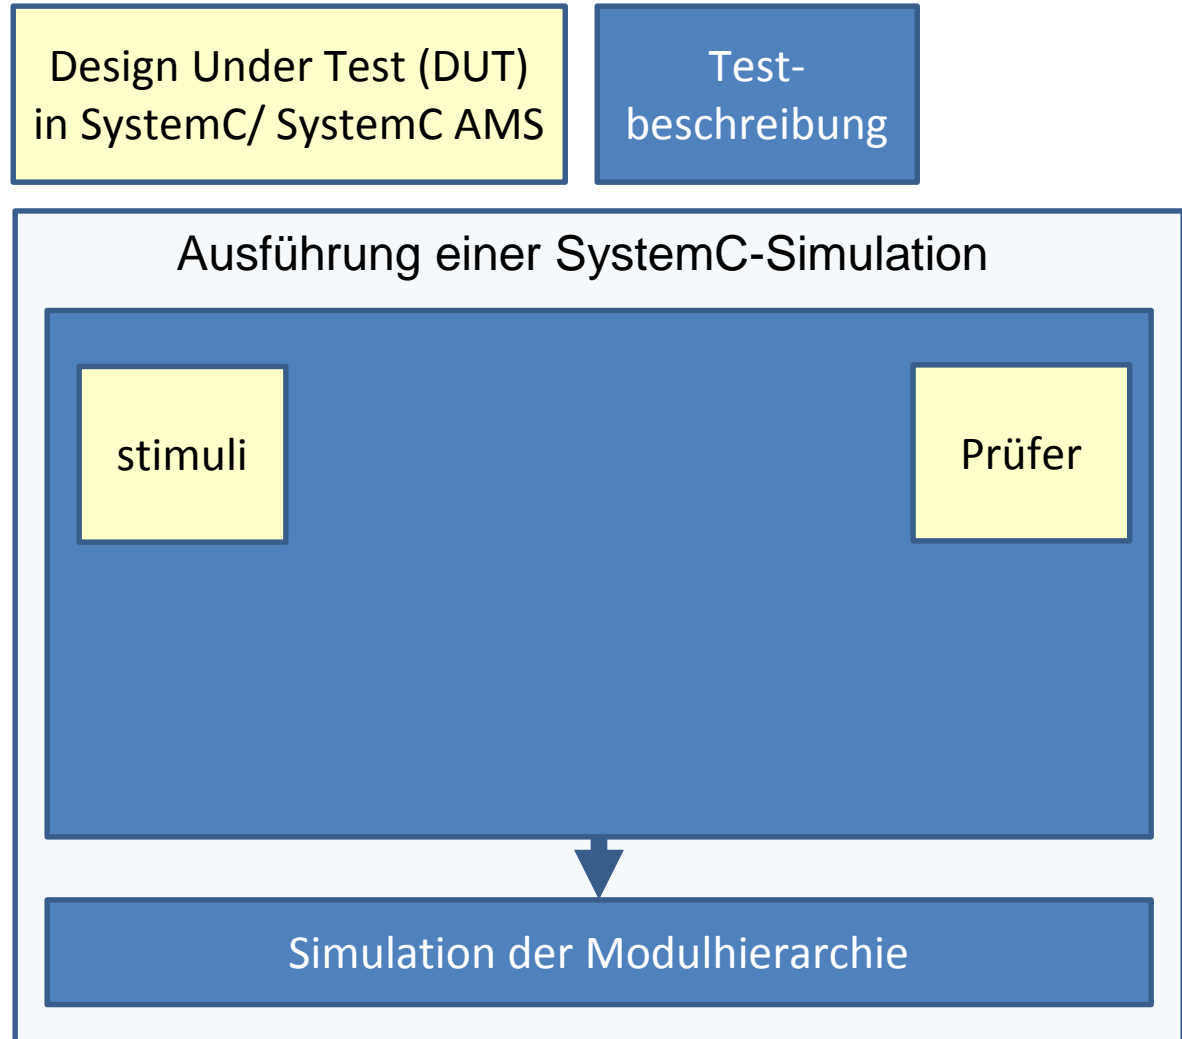 Design Under Test (DUT)
in SystemC/ SystemC AMS
Test-
beschreibung
Ausführung einer SystemC-Simulation
stimuli
Prüfer
Simulation der Modulhierarchie